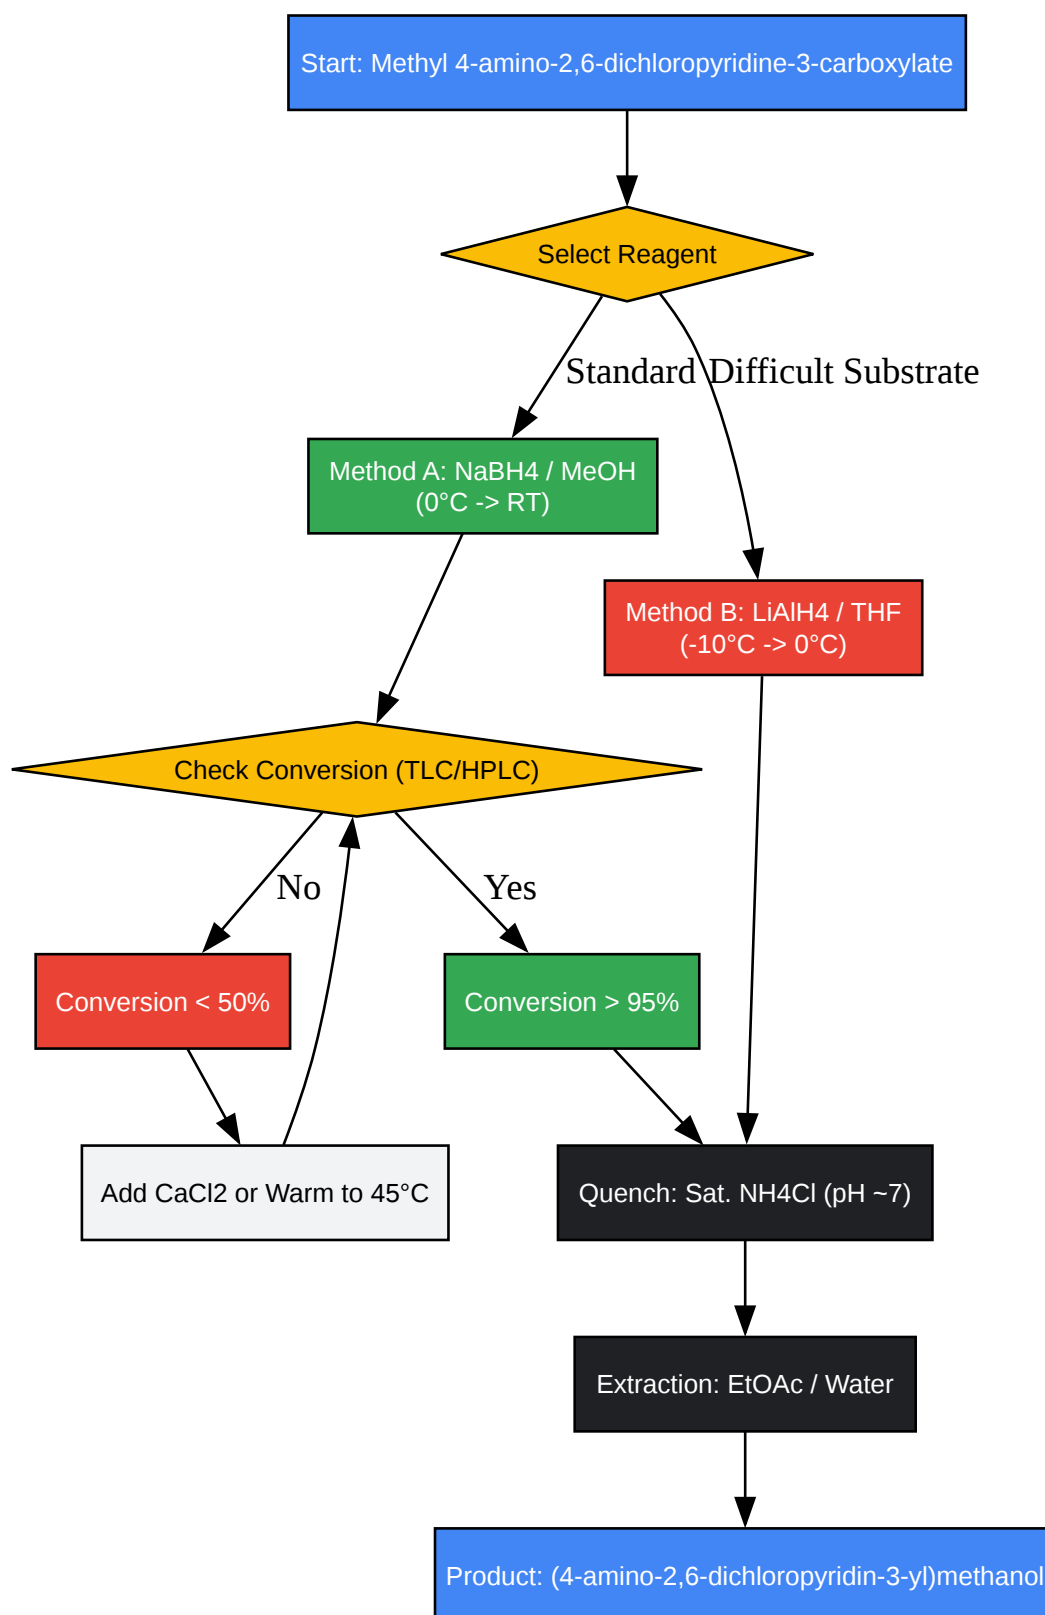 Start: Methyl 4-amino-2,6-dichloropyridine-3-carboxylate
Select Reagent
Standard
Difficult Substrate
Method A: NaBH4 / MeOH
(0°C -> RT)
Method B: LiAlH4 / THF
(-10°C -> 0°C)
Check Conversion (TLC/HPLC)
No
Yes
Conversion < 50%
Conversion > 95%
Add CaCl2 or Warm to 45°C
Quench: Sat. NH4Cl (pH ~7)
Extraction: EtOAc / Water
Product: (4-amino-2,6-dichloropyridin-3-yl)methanol